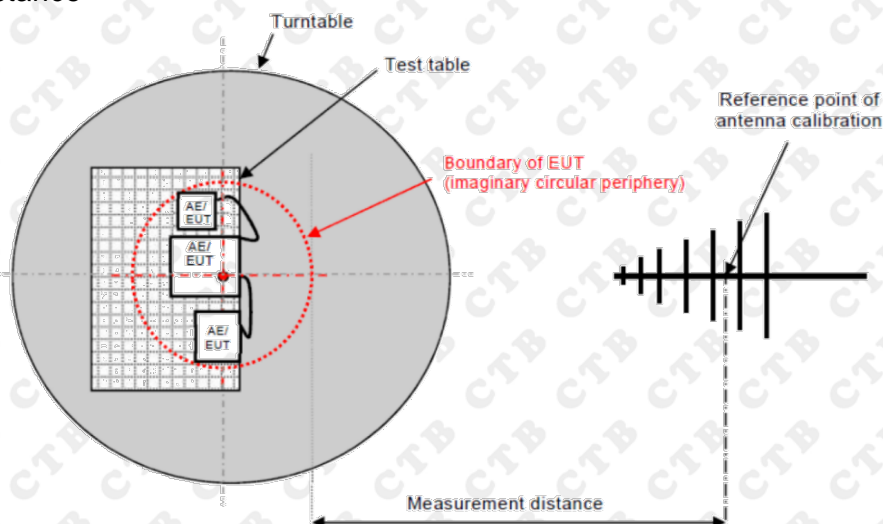 Turntable
Test table
Reference point of
antenna calibration
Boundary of EUT
(imaginary circular periphery)
AE/
EUT
AE/
EUT
AE/
EUT
Measurement distance
CTB